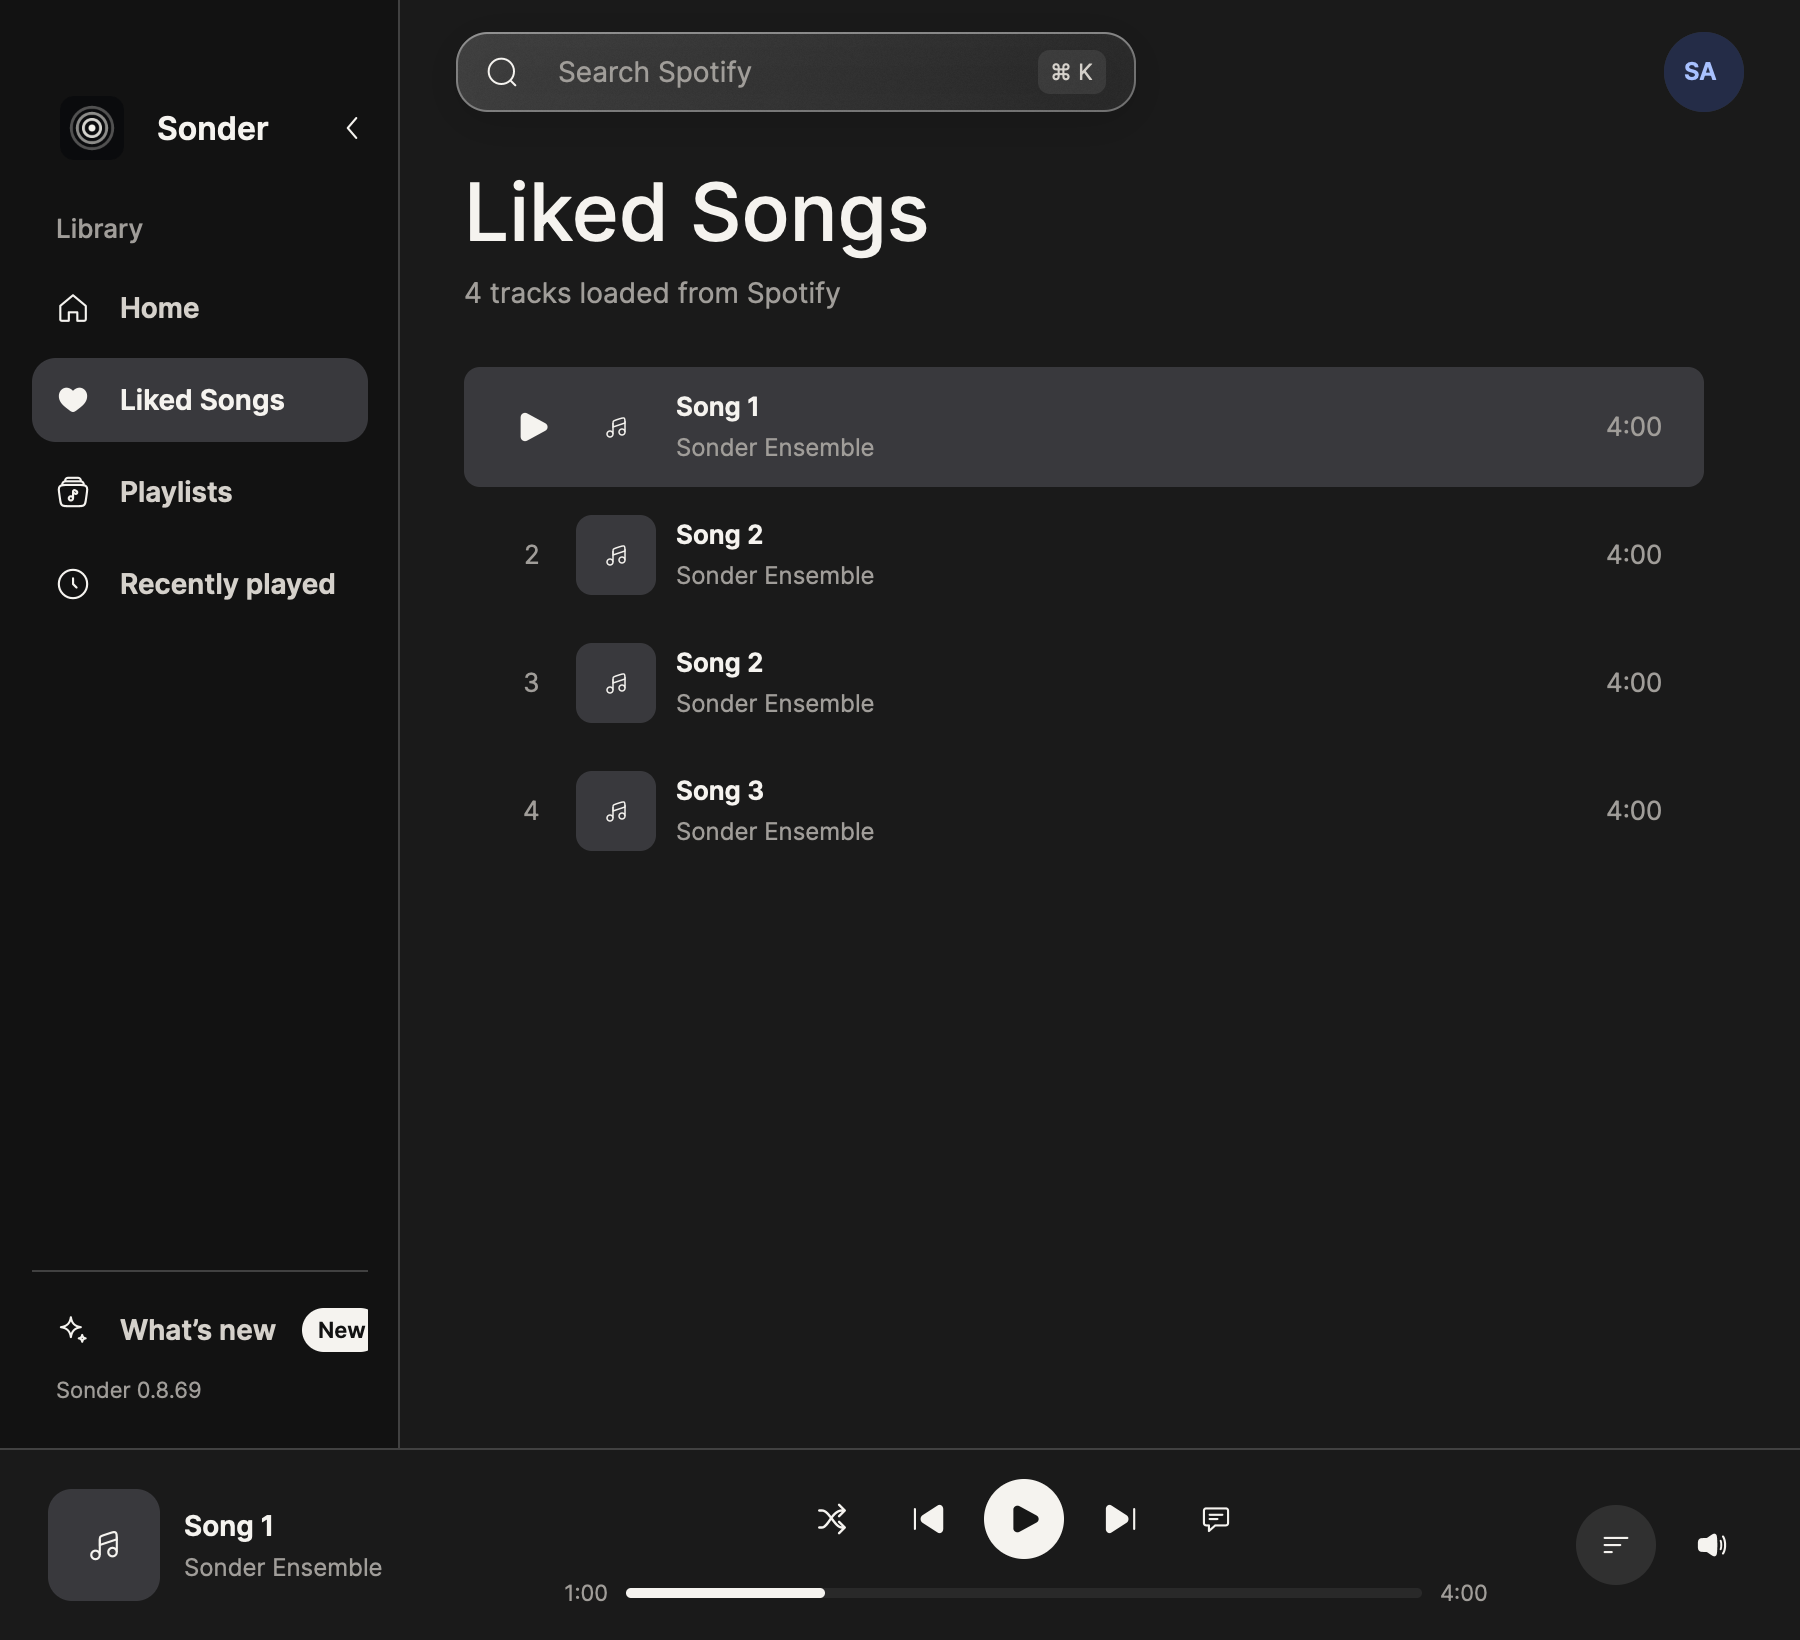 Search Spotify
⌘ K
SA
Sonder
Library
Home
Liked Songs
Playlists
Recently played
Liked Songs
4 tracks loaded from Spotify
Song 1
Sonder Ensemble
4:00
2
Song 2
Sonder Ensemble
4:00
3
Song 2
Sonder Ensemble
4:00
4
Song 3
Sonder Ensemble
4:00
What’s new
New
Sonder 0.8.69
Song 1
Sonder Ensemble
1:00
4:00